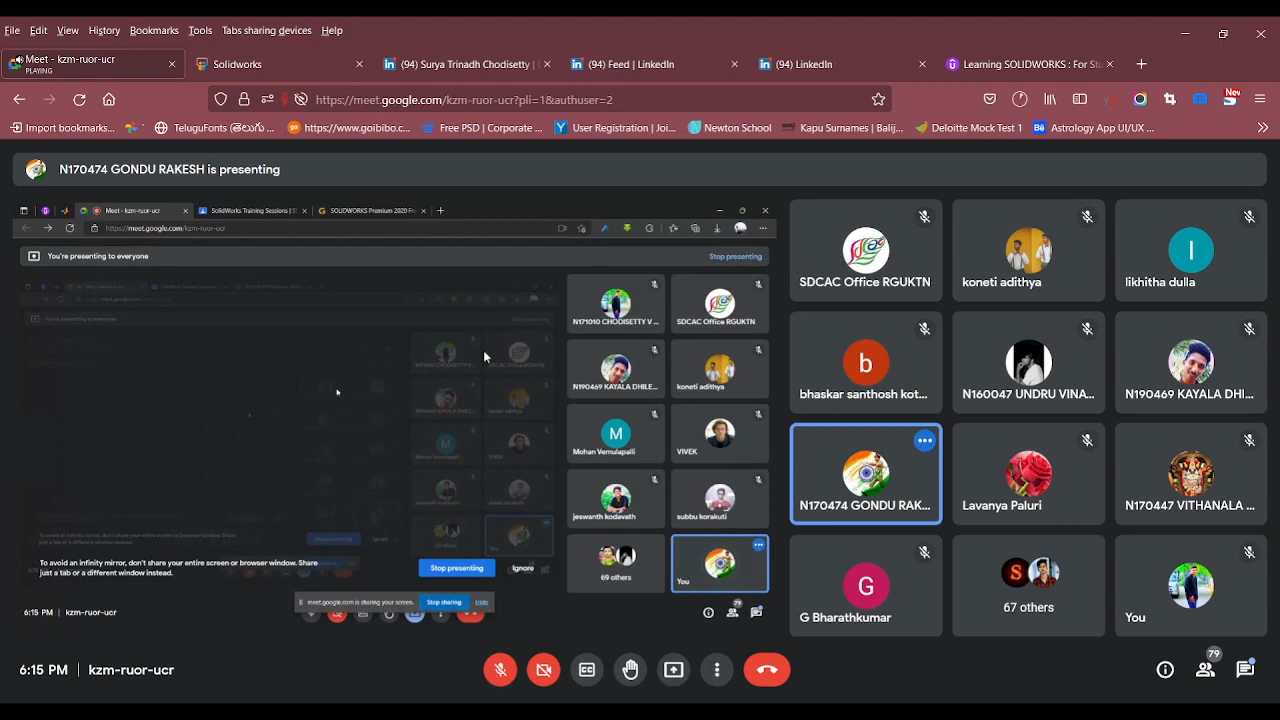 File Edit View History Bookmarks Tools Tabs sharing devices Help
Meet - kzm-ruor-ucr
PLAYING
Solidworks
(94) Surya Trinadh Chodisetty |
(94) Feed | LinkedIn
(94) LinkedIn
Learning SOLIDWORKS : For Stu
https://meet.google.com/kzm-ruor-ucr?pli=1&authuser=2
New
Import bookmarks...
TeluguFonts (తెలుగు ...
https://www.goibibo.c...
Free PSD | Corporate ...
User Registration | Joi...
Newton School
Kapu Surnames | Balij...
Deloitte Mock Test 1
Astrology App UI/UX ...
N170474 GONDU RAKESH is presenting
Meet - kzm-ruor-ucr
SolidWorks Training Sessions |
SOLIDWORKS Premium 2020 Fre
https://meet.google.com/kzm-ruor-ucr
You're presenting to everyone
Stop presenting
N171010 CHODISETTY V ...
SDCAC Office RGUKTN
N190469 KAYALA DHILE...
koneti adithya
M
Mohan Vemulapalli
VIVEK
jeswanth kodavath
subbu korakuti
69 others
You
To avoid an infinity mirror, don't share your entire screen or browser window. Share
just a tab or a different window instead.
Stop presenting
Ignore
meet.google.com is sharing your screen.
Stop sharing
Hide
6:15 PM | kzm-ruor-ucr
79
SDCAC Office RGUKTN
koneti adithya
l
likhitha dulla
b
bhaskar santhosh kot...
N160047 UNDRU VINA...
N190469 KAYALA DHI...
N170474 GONDU RAK...
Lavanya Paluri
N170447 VITHANALA ...
G
G Bharathkumar
S
67 others
You
6:15 PM | kzm-ruor-ucr
CC
79